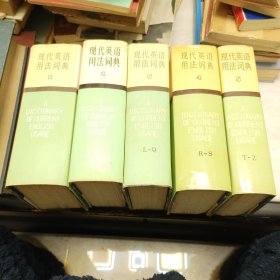 现代英语
用法词典
A
DICTIONARY
OF CURRENT
ENGLISH
USAGE
现代英语
用法词典
A
DICTIONARY
OF CURRENT
ENGLISH
USAGE
现代英语
用法词典
A
DICTIONARY
OF CURRENT
ENGLISH
USAGE
L-Q
现代英语
用法词典
A
DICTIONARY
OF CURRENT
ENGLISH
USAGE
R-S
现代英语
用法词典
A
DICTIONARY
OF CURRENT
ENGLISH
USAGE
T-Z